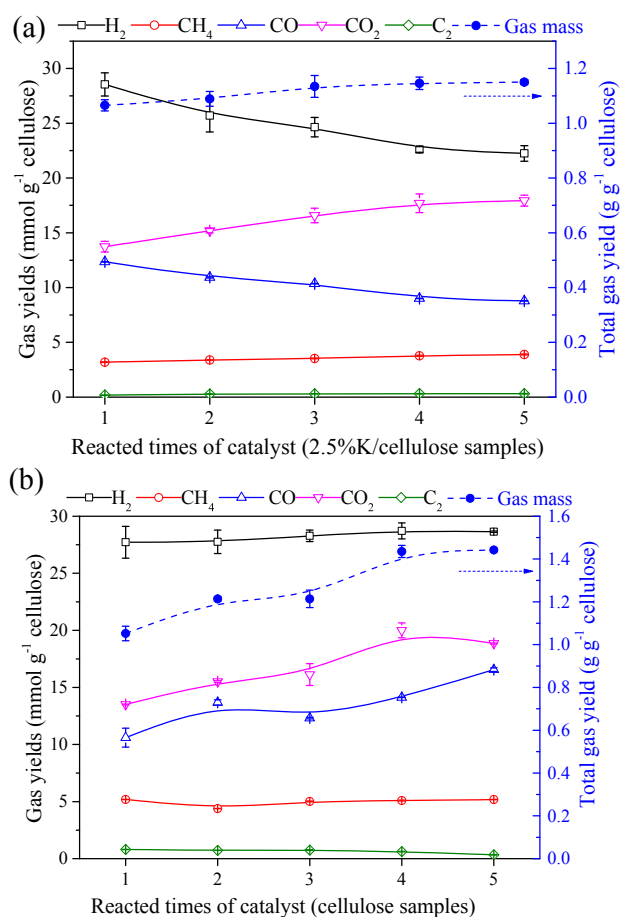 (a)
H2 CH4 CO CO2 C2 Gas mass
30
25
20
15
10
5
0
Gas yields (mmol g-1 cellulose)
1.2
1.0
0.8
0.6
0.4
0.2
0.0
Total gas yield (g g-1 cellulose)
1 2 3 4 5
Reacted times of catalyst (2.5%K/cellulose samples)
(b)
H2 CH4 CO CO2 C2 Gas mass
30
25
20
15
10
5
0
Gas yields (mmol g-1 cellulose)
1.6
1.4
1.2
1.0
0.8
0.6
0.4
0.2
0.0
Total gas yield (g g-1 cellulose)
1 2 3 4 5
Reacted times of catalyst (cellulose samples)